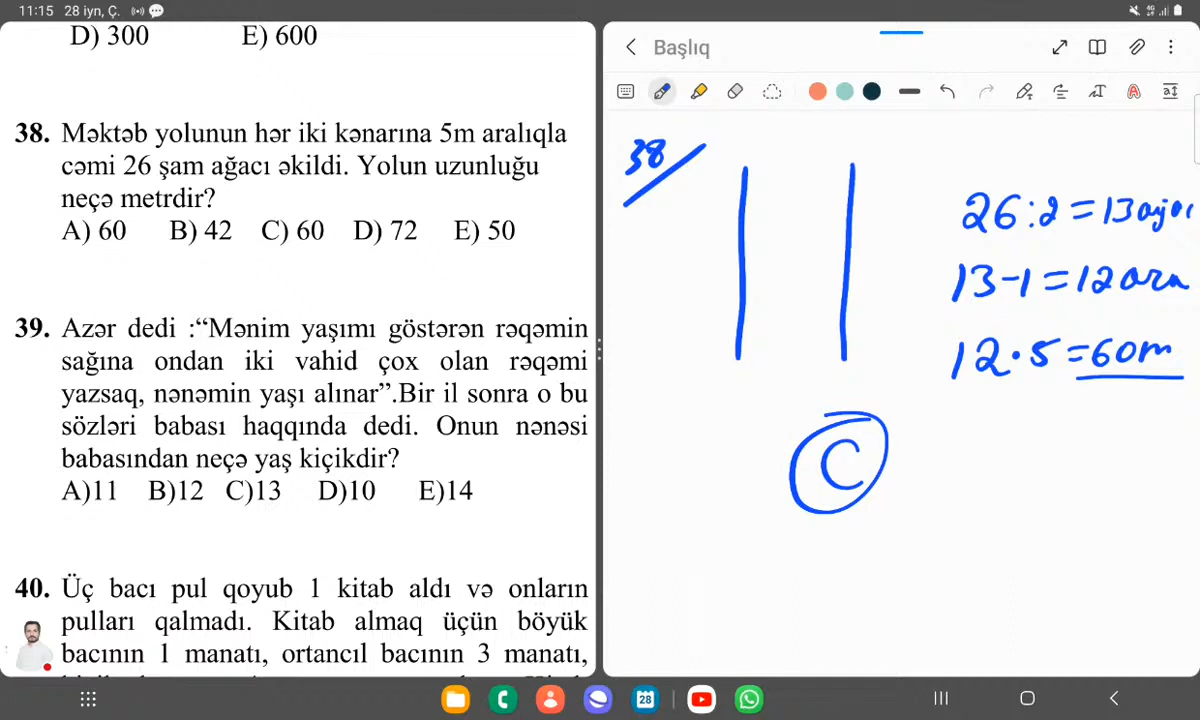 11:15 28 iyn, Ç.
D) 300 E) 600
38. Məktəb yolunun hər iki kənarına 5m aralıqla
cəmi 26 şam ağacı əkildi. Yolun uzunluğu
neçə metrdir?
A) 60 B) 42 C) 60 D) 72 E) 50
39. Azər dedi :“Mənim yaşımı göstərən rəqəmin
sağına ondan iki vahid çox olan rəqəmi
yazsaq, nənəmin yaşı alınar”.Bir il sonra o bu
sözləri babası haqqında dedi. Onun nənəsi
babasından neçə yaş kiçikdir?
A)11 B)12 C)13 D)10 E)14
40. Üç bacı pul qoyub 1 kitab aldı və onların
pulları qalmadı. Kitab almaq üçün böyük
bacının 1 manatı, ortancıl bacının 3 manatı,
Başlıq
38
26:2=13
13-1=12 ara
12•5=60m
C
28